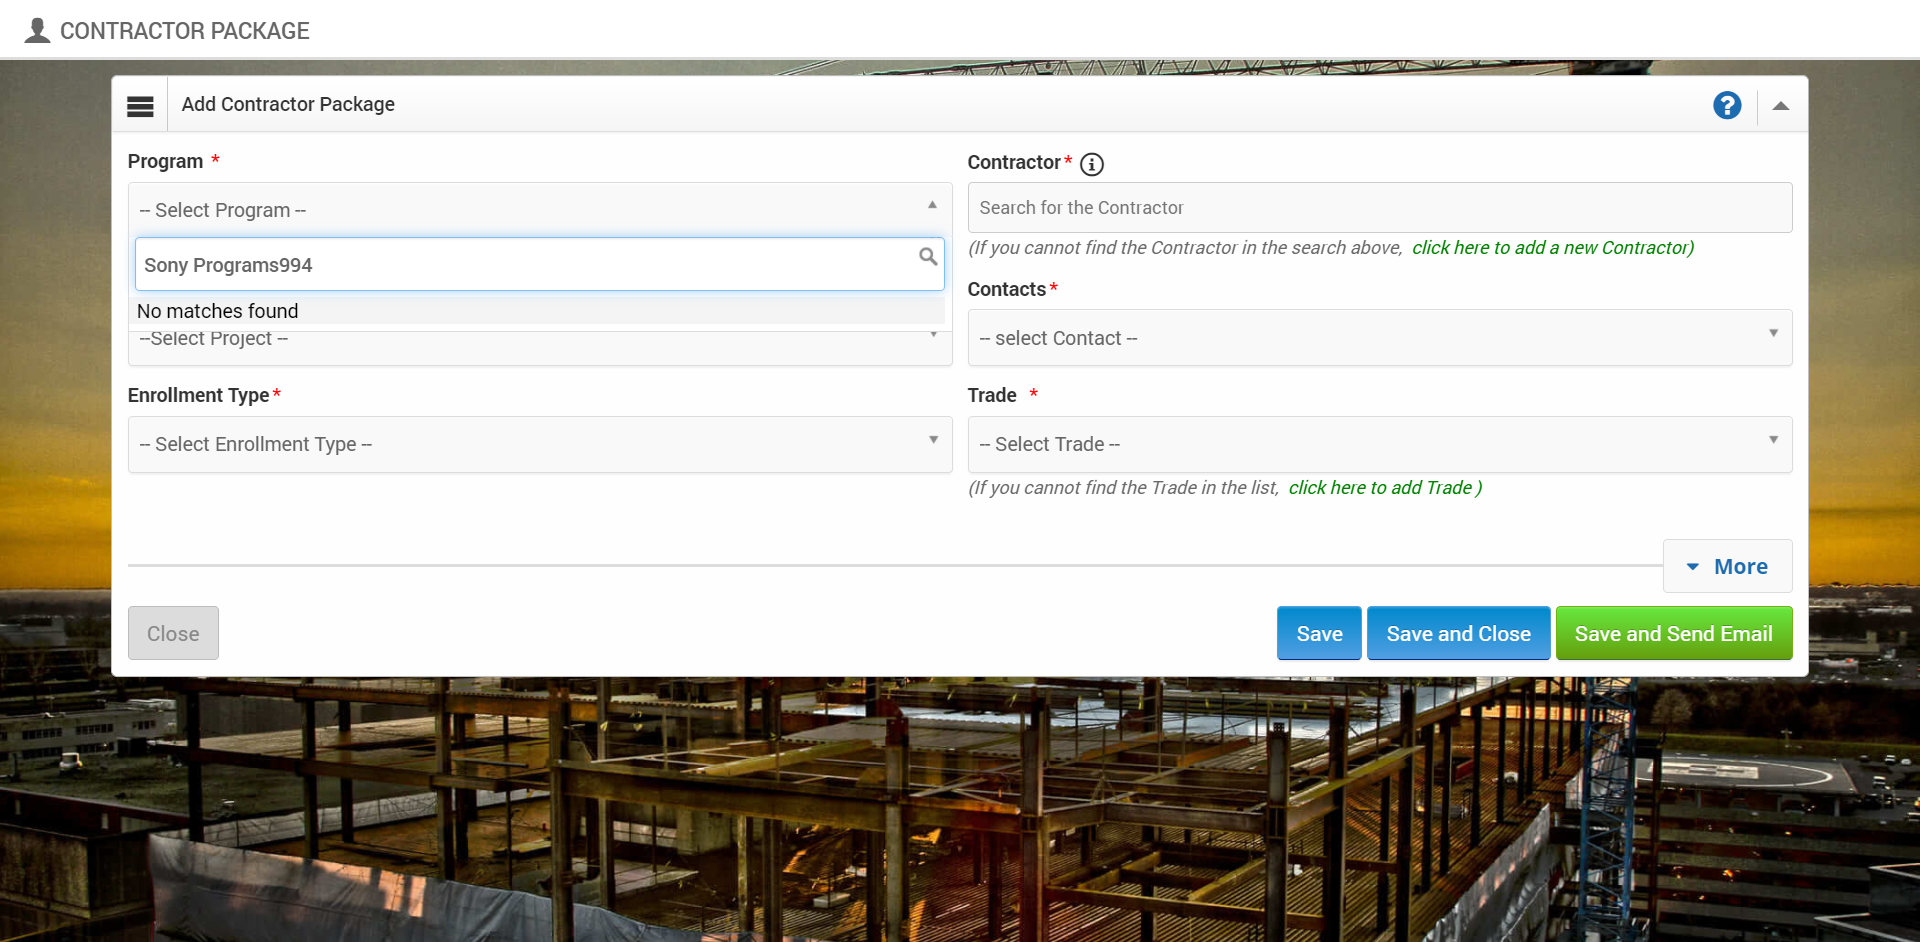 CONTRACTOR PACKAGE
Add Contractor Package
Program *
-- Select Program --
Sony Programs994
No matches found
--Select Project --
Enrollment Type *
-- Select Enrollment Type --
Contractor *
Search for the Contractor
(If you cannot find the Contractor in the search above, click here to add a new Contractor)
Contacts *
-- select Contact --
Trade *
-- Select Trade --
(If you cannot find the Trade in the list, click here to add Trade )
More
Close
Save
Save and Close
Save and Send Email